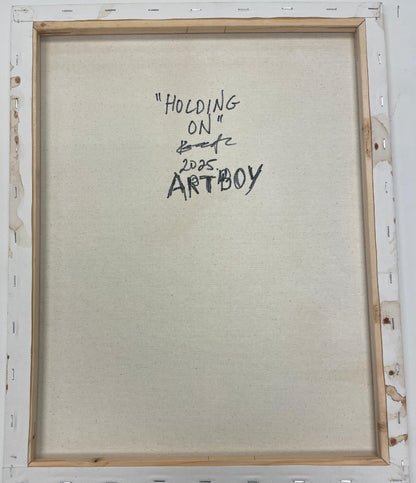 "HOLDING
ON"
2025.
ARTBOY